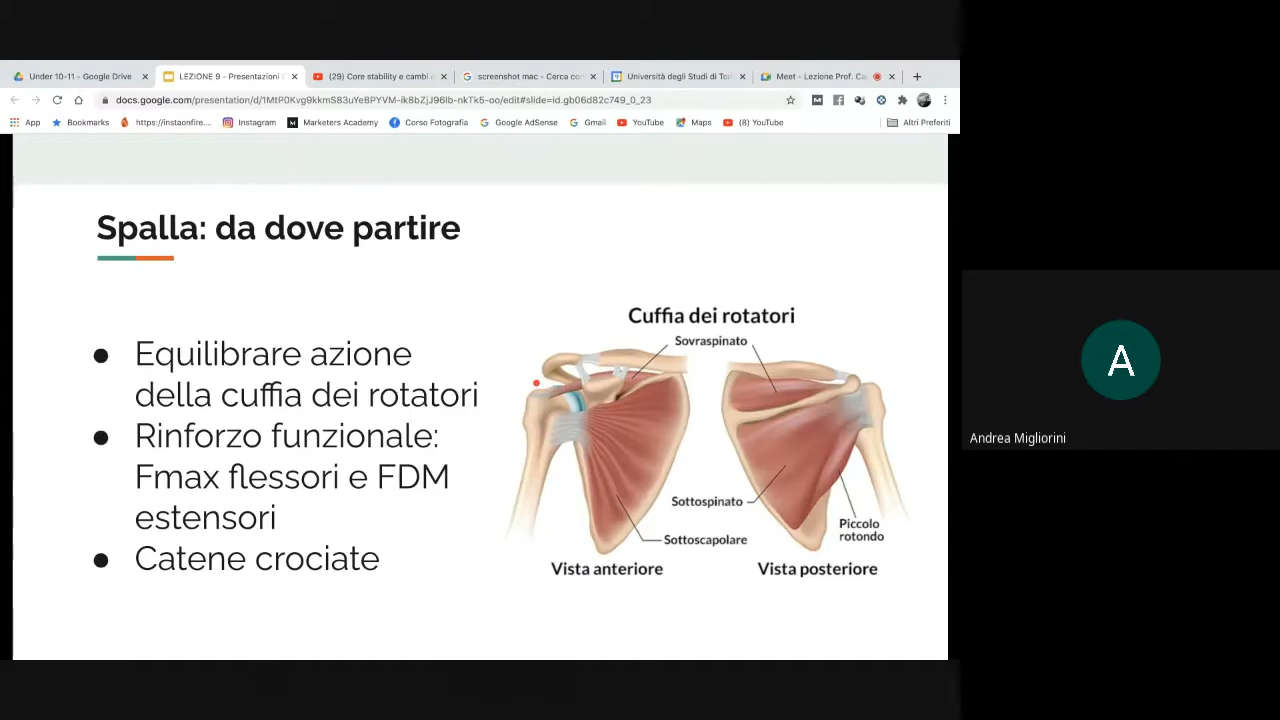 Under 10-11 - Google Drive
LEZIONE 9 - Presentazioni
(29) Core stability e cambi
screenshot mac - Cerca co
Università degli Studi di Tor
Meet - Lezione Prof. Ca
docs.google.com/presentation/d/1MtP0Kvg9kkmSB3uYeBPYVM-ik8bZjJ96lb-nkTk5-oo/edit#slide=id.gb06d82c749_0_23
App
Bookmarks
https://instaonfire....
Instagram
Marketers Academy
Corso Fotografia
Google AdSense
Gmail
YouTube
Maps
(8) YouTube
Altri Preferiti
Spalla: da dove partire
● Equilibrare azione
della cuffia dei rotatori
● Rinforzo funzionale:
Fmax flessori e FDM
estensori
● Catene crociate
Cuffia dei rotatori
Sovraspinato
Sottospinato
Sottoscapolare
Piccolo
rotondo
Vista anteriore
Vista posteriore
A
Andrea Migliorini